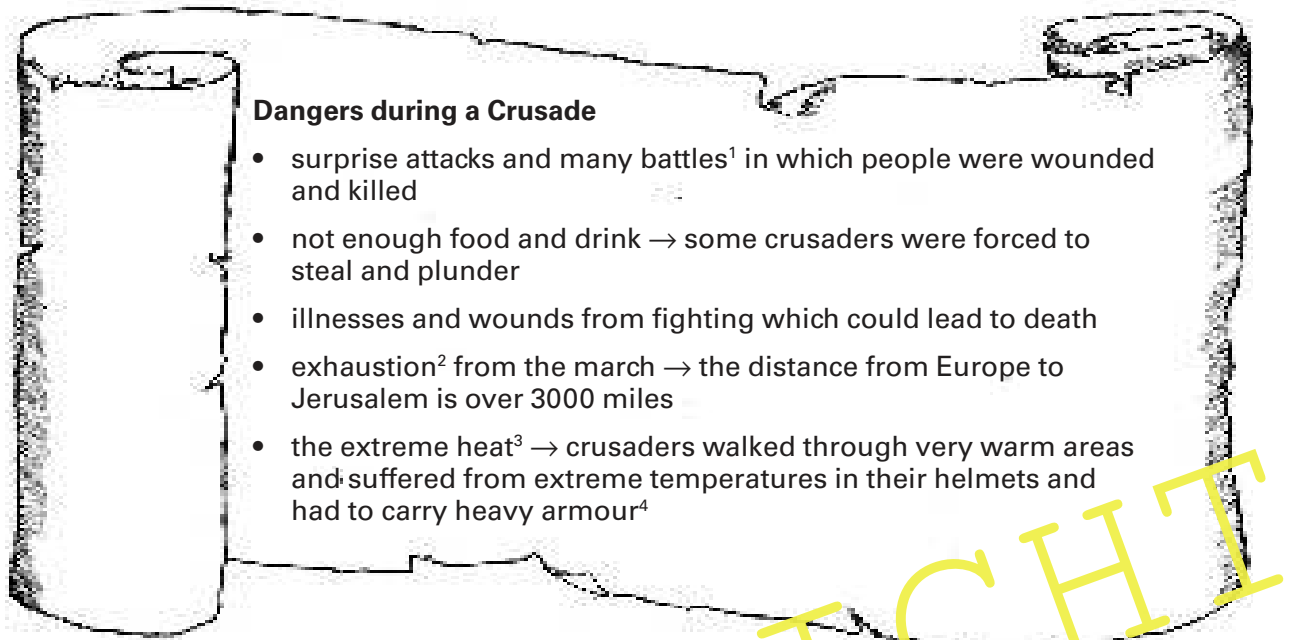 Dangers during a Crusade
• surprise attacks and many battles¹ in which people were wounded
and killed
• not enough food and drink → some crusaders were forced to
steal and plunder
• illnesses and wounds from fighting which could lead to death
• exhaustion² from the march → the distance from Europe to
Jerusalem is over 3000 miles
• the extreme heat³ → crusaders walked through very warm areas
and suffered from extreme temperatures in their helmets and
had to carry heavy armour⁴
ICHT